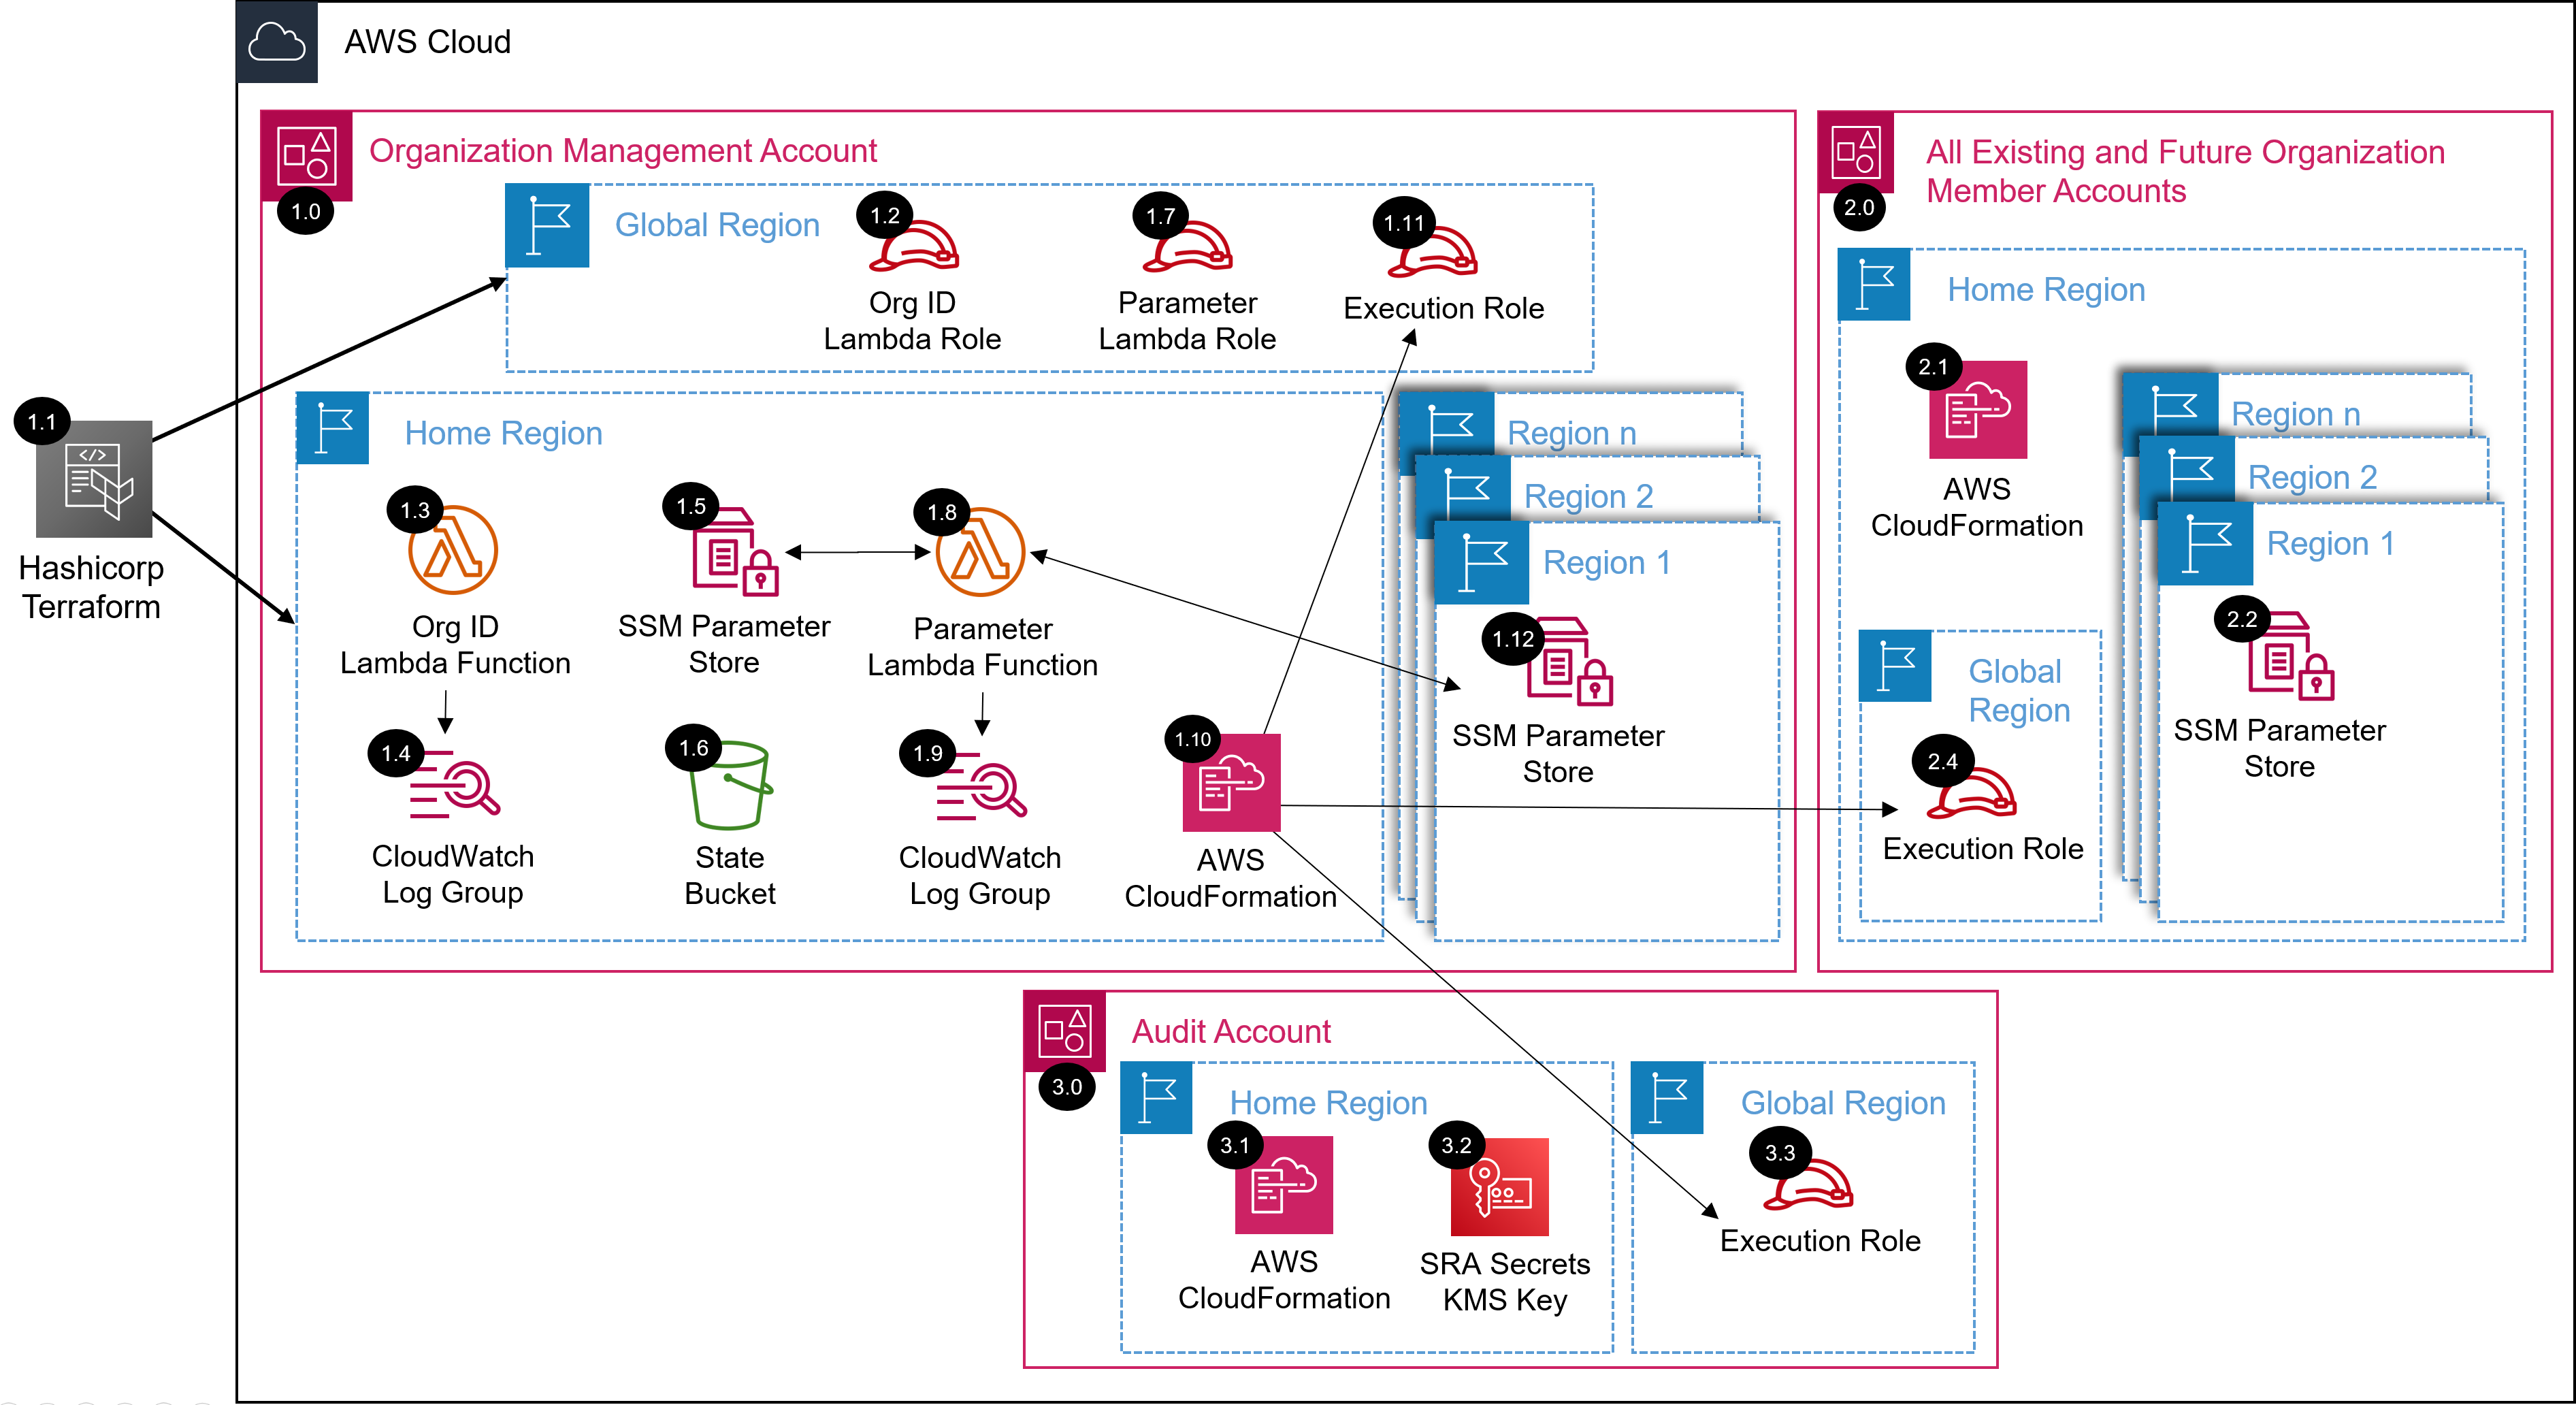 AWS Cloud
Organization Management Account
1.0
Global Region
1.2
Org ID
Lambda Role
1.7
Parameter
Lambda Role
1.11
Execution Role
1.1
</>
Hashicorp
Terraform
Home Region
1.3
Org ID
Lambda Function
1.4
CloudWatch
Log Group
1.5
SSM Parameter
Store
1.6
State
Bucket
1.8
Parameter
Lambda Function
1.9
CloudWatch
Log Group
1.10
AWS
CloudFormation
Region n
Region 2
Region 1
1.12
SSM Parameter
Store
All Existing and Future Organization
Member Accounts
2.0
Home Region
2.1
AWS
CloudFormation
Global
Region
2.4
Execution Role
Region n
Region 2
Region 1
2.2
SSM Parameter
Store
Audit Account
3.0
Home Region
3.1
AWS
CloudFormation
3.2
SRA Secrets
KMS Key
Global Region
3.3
Execution Role